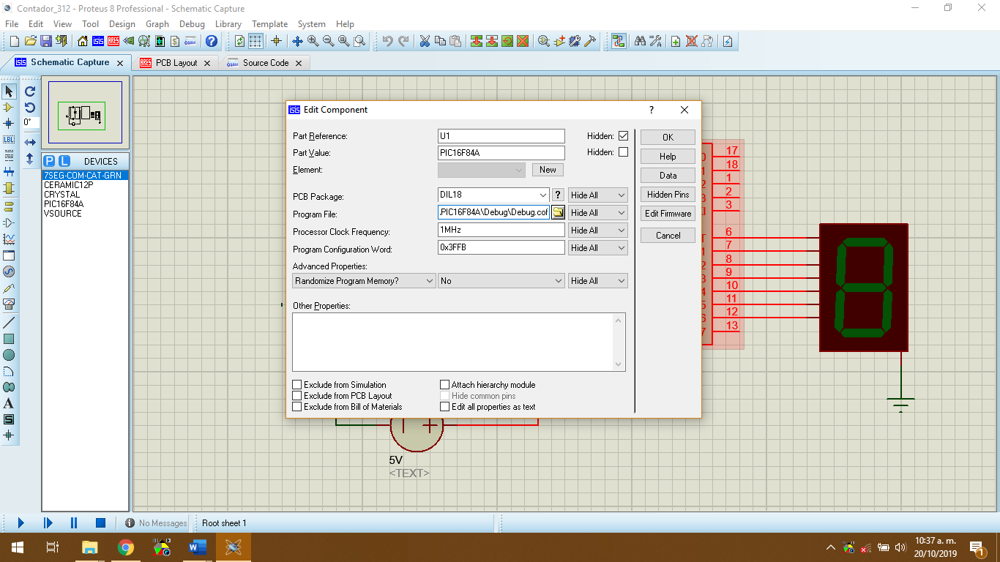 Contador_312 - Proteus 8 Professional - Schematic Capture
File Edit View Tool Design Graph Debug Library Template System Help
Schematic Capture PCB Layout Source Code
0°
LBL
P L DEVICES
7SEG-COM-CAT-GRN
CERAMIC12P
CRYSTAL
PIC16F84A
VSOURCE
Edit Component ?
Part Reference: U1 Hidden:
Part Value: PIC16F84A Hidden:
Element: New
PCB Package: DIL18 ? Hide All
Program File: .PIC16F84A\Debug\Debug.cof Hide All
Processor Clock Frequency: 1MHz Hide All
Program Configuration Word: 0x3FFB Hide All
Advanced Properties:
Randomize Program Memory? No Hide All
Other Properties:
Exclude from Simulation Attach hierarchy module
Exclude from PCB Layout Hide common pins
Exclude from Bill of Materials Edit all properties as text
OK
Help
Data
Hidden Pins
Edit Firmware
Cancel
17
18
1
2
3
6
7
8
9
10
11
12
13
5V
<TEXT>
No Messages Root sheet 1
10:37 a. m.
20/10/2019
1